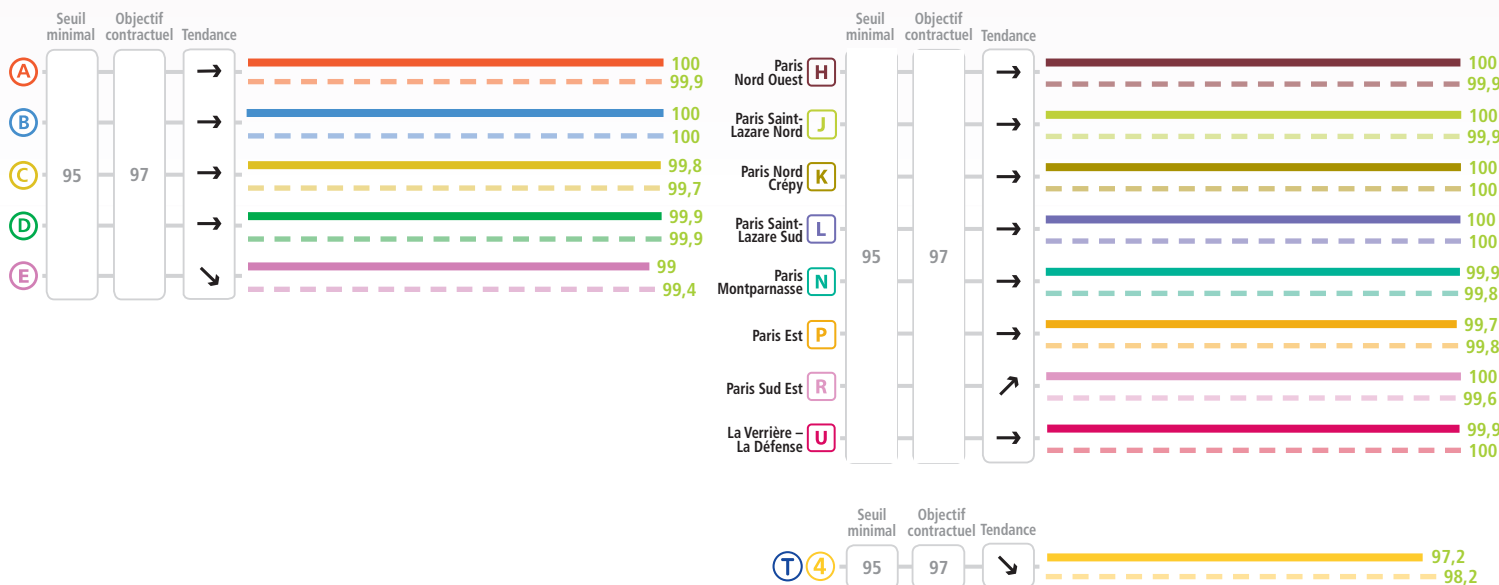 Seuil
minimal
Objectif
contractuel
Tendance
A
100
99,9
B
100
100
C
95
97
99,8
99,7
D
99,9
99,9
E
99
99,4
Seuil
minimal
Objectif
contractuel
Tendance
Paris
Nord Ouest
H
100
99,9
Paris Saint-
Lazare Nord
J
100
99,9
Paris Nord
Crépy
K
100
100
Paris Saint-
Lazare Sud
L
100
100
95
97
Paris
Montparnasse
N
99,9
99,8
Paris Est
P
99,7
99,8
Paris Sud Est
R
100
99,6
La Verrière –
La Défense
U
99,9
100
Seuil
minimal
Objectif
contractuel
Tendance
T 4
95
97
97,2
98,2